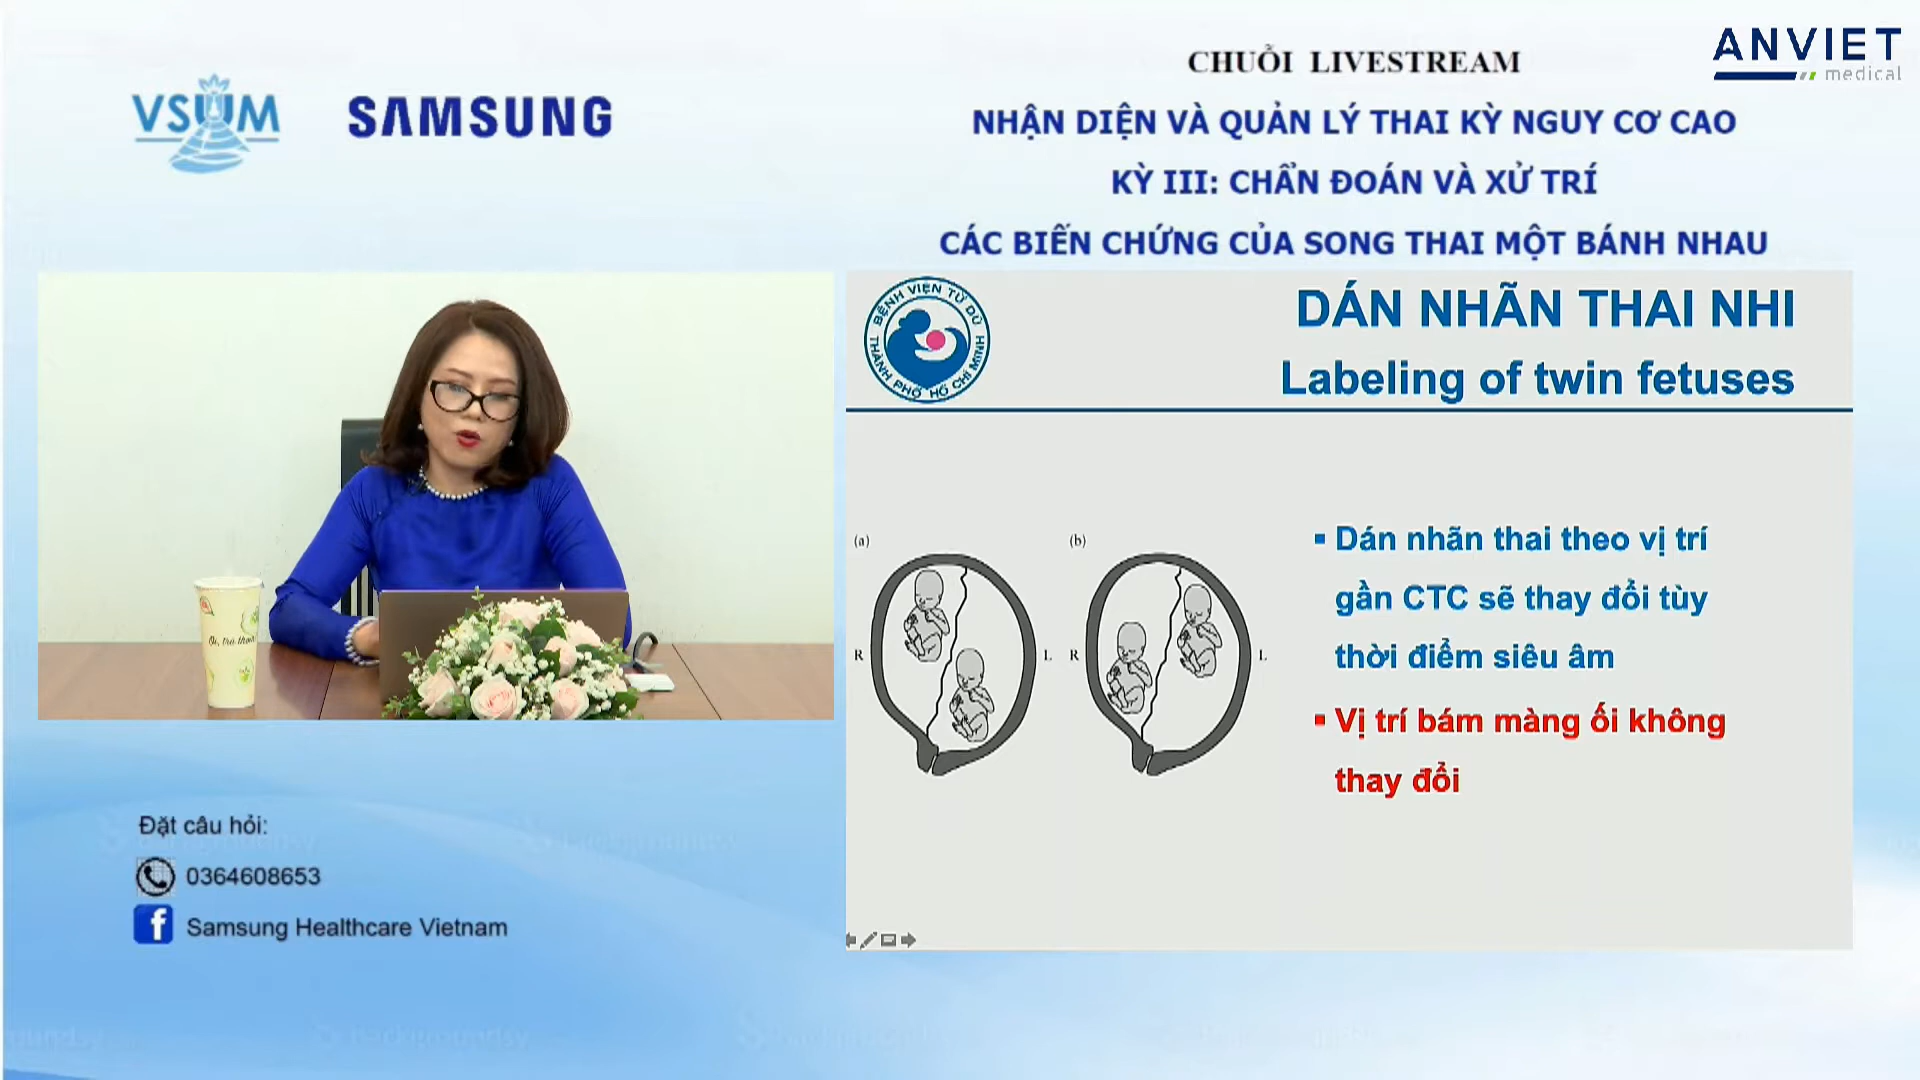 VSUM
SAMSUNG
ANVIET
medical
CHUỖI LIVESTREAM
NHẬN DIỆN VÀ QUẢN LÝ THAI KỲ NGUY CƠ CAO
KỲ III: CHẨN ĐOÁN VÀ XỬ TRÍ
CÁC BIẾN CHỨNG CỦA SONG THAI MỘT BÁNH NHAU
BỆNH VIỆN TỪ DŨ
THÀNH PHỐ HỒ CHÍ MINH
DÁN NHÃN THAI NHI
Labeling of twin fetuses
(a)
(b)
R
L
R
L
▪ Dán nhãn thai theo vị trí
gần CTC sẽ thay đổi tùy
thời điểm siêu âm
▪ Vị trí bám màng ối không
thay đổi
Đặt câu hỏi:
0364608653
Samsung Healthcare Vietnam